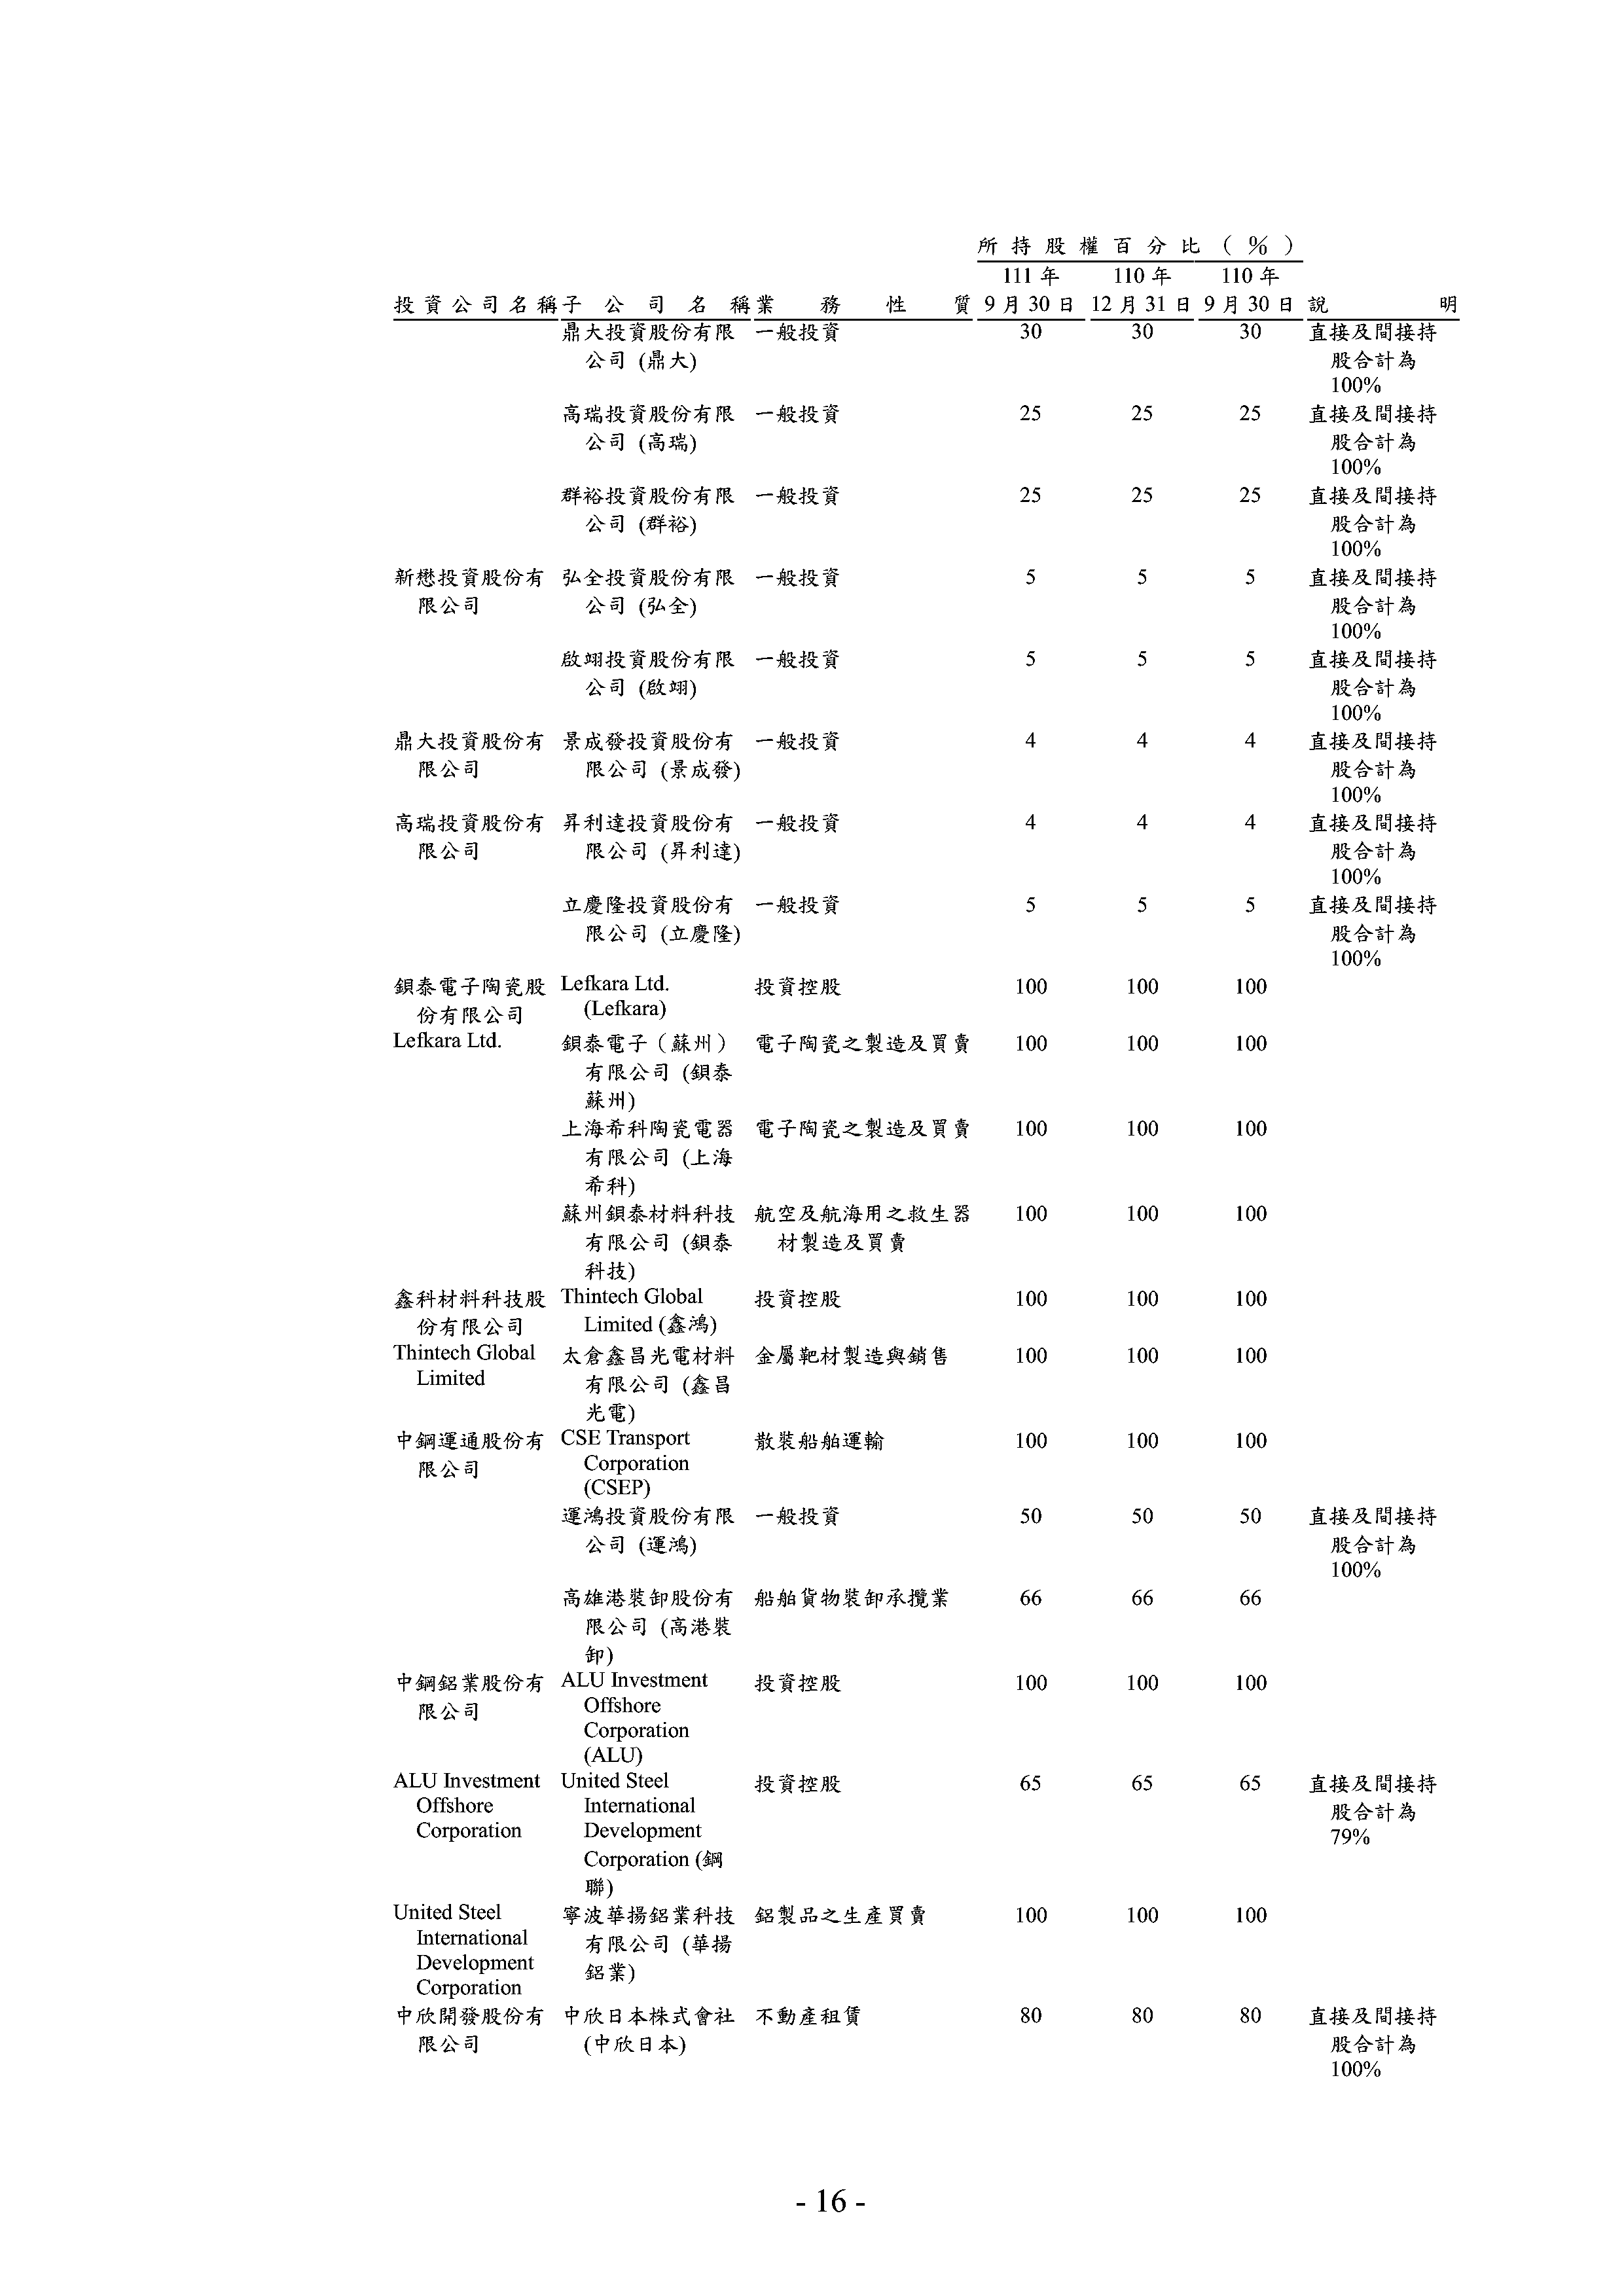 所持股權百分比（%）
111年 110年 110年
投資公司名稱 子公司名稱 業務性質 9月30日 12月31日 9月30日 說明
鼎大投資股份有限 一般投資 30 30 30 直接及間接持
公司 (鼎大) 股合計為
100%
高瑞投資股份有限 一般投資 25 25 25 直接及間接持
公司 (高瑞) 股合計為
100%
群裕投資股份有限 一般投資 25 25 25 直接及間接持
公司 (群裕) 股合計為
100%
新懋投資股份有 弘全投資股份有限 一般投資 5 5 5 直接及間接持
限公司 公司 (弘全) 股合計為
100%
啟翊投資股份有限 一般投資 5 5 5 直接及間接持
公司 (啟翊) 股合計為
100%
鼎大投資股份有 景成發投資股份有 一般投資 4 4 4 直接及間接持
限公司 限公司 (景成發) 股合計為
100%
高瑞投資股份有 昇利達投資股份有 一般投資 4 4 4 直接及間接持
限公司 限公司 (昇利達) 股合計為
100%
立慶隆投資股份有 一般投資 5 5 5 直接及間接持
限公司 (立慶隆) 股合計為
100%
鋇泰電子陶瓷股 Lefkara Ltd. 投資控股 100 100 100
份有限公司 (Lefkara)
Lefkara Ltd. 鋇泰電子（蘇州） 電子陶瓷之製造及買賣 100 100 100
有限公司 (鋇泰
蘇州)
上海希科陶瓷電器 電子陶瓷之製造及買賣 100 100 100
有限公司 (上海
希科)
蘇州鋇泰材料科技 航空及航海用之救生器 100 100 100
有限公司 (鋇泰 材製造及買賣
科技)
鑫科材料科技股 Thintech Global 投資控股 100 100 100
份有限公司 Limited (鑫鴻)
Thintech Global 太倉鑫昌光電材料 金屬靶材製造與銷售 100 100 100
Limited 有限公司 (鑫昌
光電)
中鋼運通股份有 CSE Transport 散裝船舶運輸 100 100 100
限公司 Corporation
(CSEP)
運鴻投資股份有限 一般投資 50 50 50 直接及間接持
公司 (運鴻) 股合計為
100%
高雄港裝卸股份有 船舶貨物裝卸承攬業 66 66 66
限公司 (高港裝
卸)
中鋼鋁業股份有 ALU Investment 投資控股 100 100 100
限公司 Offshore
Corporation
(ALU)
ALU Investment United Steel 投資控股 65 65 65 直接及間接持
Offshore International 股合計為
Corporation Development 79%
Corporation (鋼
聯)
United Steel 寧波華揚鋁業科技 鋁製品之生產買賣 100 100 100
International 有限公司 (華揚
Development 鋁業)
Corporation
中欣開發股份有 中欣日本株式會社 不動產租賃 80 80 80 直接及間接持
限公司 (中欣日本) 股合計為
100%
- 16 -